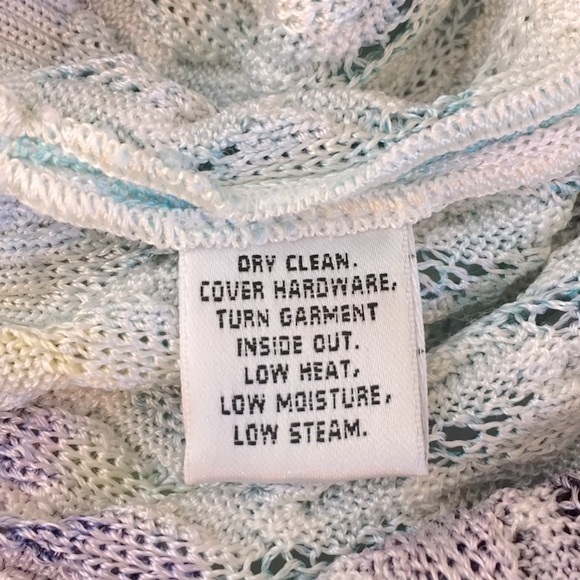 DRY CLEAN.
COVER HARDWARE,
TURN GARMENT
INSIDE OUT.
LOW HEAT,
LOW MOISTURE,
LOW STEAM.